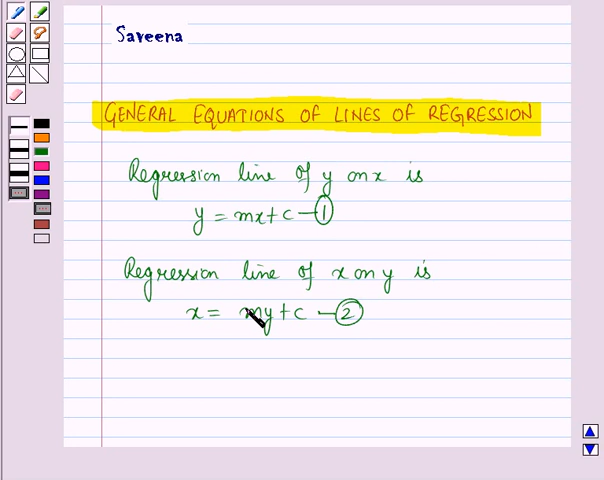 Saveena
GENERAL EQUATIONS OF LINES OF REGRESSION
Regression line of y on x is
y = mx + c — 1
Regression line of x on y is
x = my + c — 2